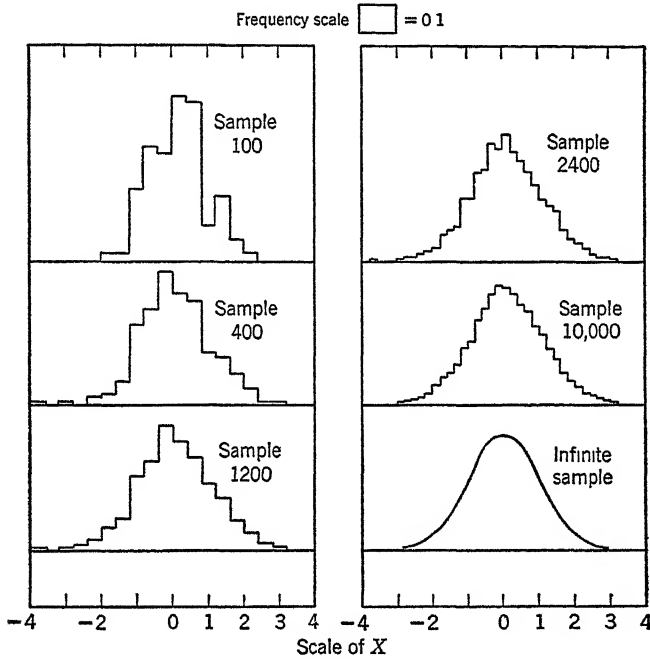 Frequency scale = 0 1
Sample
100
Sample
2400
Sample
400
Sample
10,000
Sample
1200
Infinite
sample
−4 −2 0 1 2 3 4
−4 −2 0 1 2 3 4
Scale of X